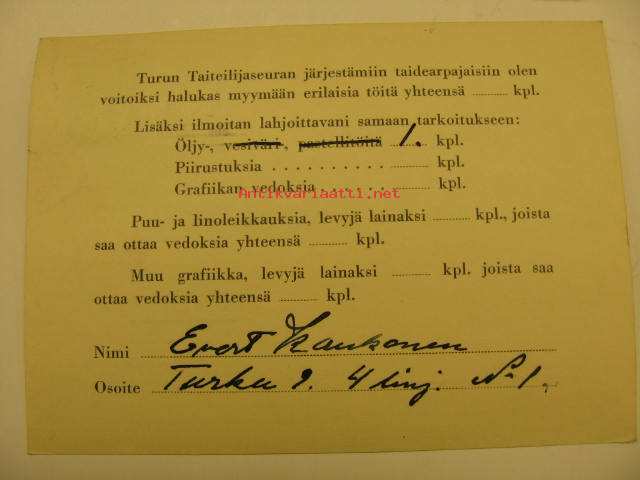 Turun Taiteilijaseuran järjestämiin taidearpajaisiin olen
voitoiksi halukas myymään erilaisia töitä yhteensä ............ kpl.
Lisäksi ilmoitan lahjoittavani samaan tarkoitukseen:
Öljy-, vesiväri, pastellitöitä 1. kpl.
Piirustuksia . . . . . . . . . . ............ kpl.
Grafiikan vedoksia . . . . . . ............ kpl.
Antikvariaatti.net
Puu- ja linoleikkauksia, levyjä lainaksi ............ kpl., joista
saa ottaa vedoksia yhteensä ............ kpl.
Muu grafiikka, levyjä lainaksi ............ kpl. joista saa
ottaa vedoksia yhteensä ............ kpl.
Nimi Evert Kaukonen
Osoite Turku 9. 4 linj. No 1.